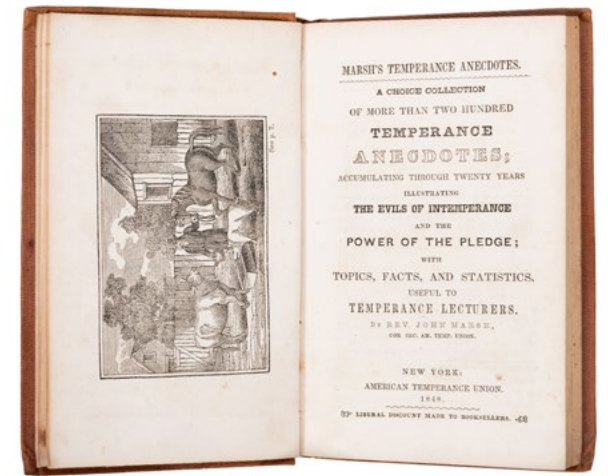 See p. 7.
MARSH'S TEMPERANCE ANECDOTES.
A CHOICE COLLECTION
OF MORE THAN TWO HUNDRED
TEMPERANCE
ANECDOTES;
ACCUMULATING THROUGH TWENTY YEARS
ILLUSTRATING
THE EVILS OF INTEMPERANCE
AND THE
POWER OF THE PLEDGE;
WITH
TOPICS, FACTS, AND STATISTICS,
USEFUL TO
TEMPERANCE LECTURERS.
BY REV. JOHN MARSH,
COR. SEC. AM. TEMP. UNION.
NEW YORK:
AMERICAN TEMPERANCE UNION.
1848.
LIBERAL DISCOUNT MADE TO BOOKSELLERS.